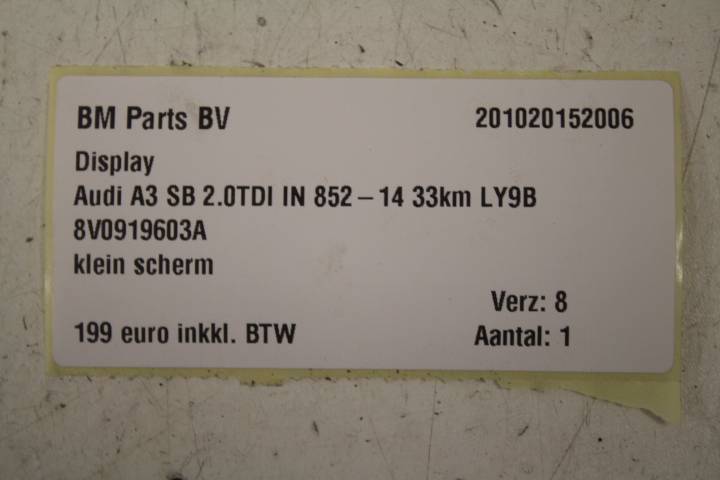 BM Parts BV 201020152006
Display
Audi A3 SB 2.0TDI IN 852-14 33km LY9B
8V0919603A
klein scherm
Verz: 8
199 euro inkkl. BTW Aantal: 1